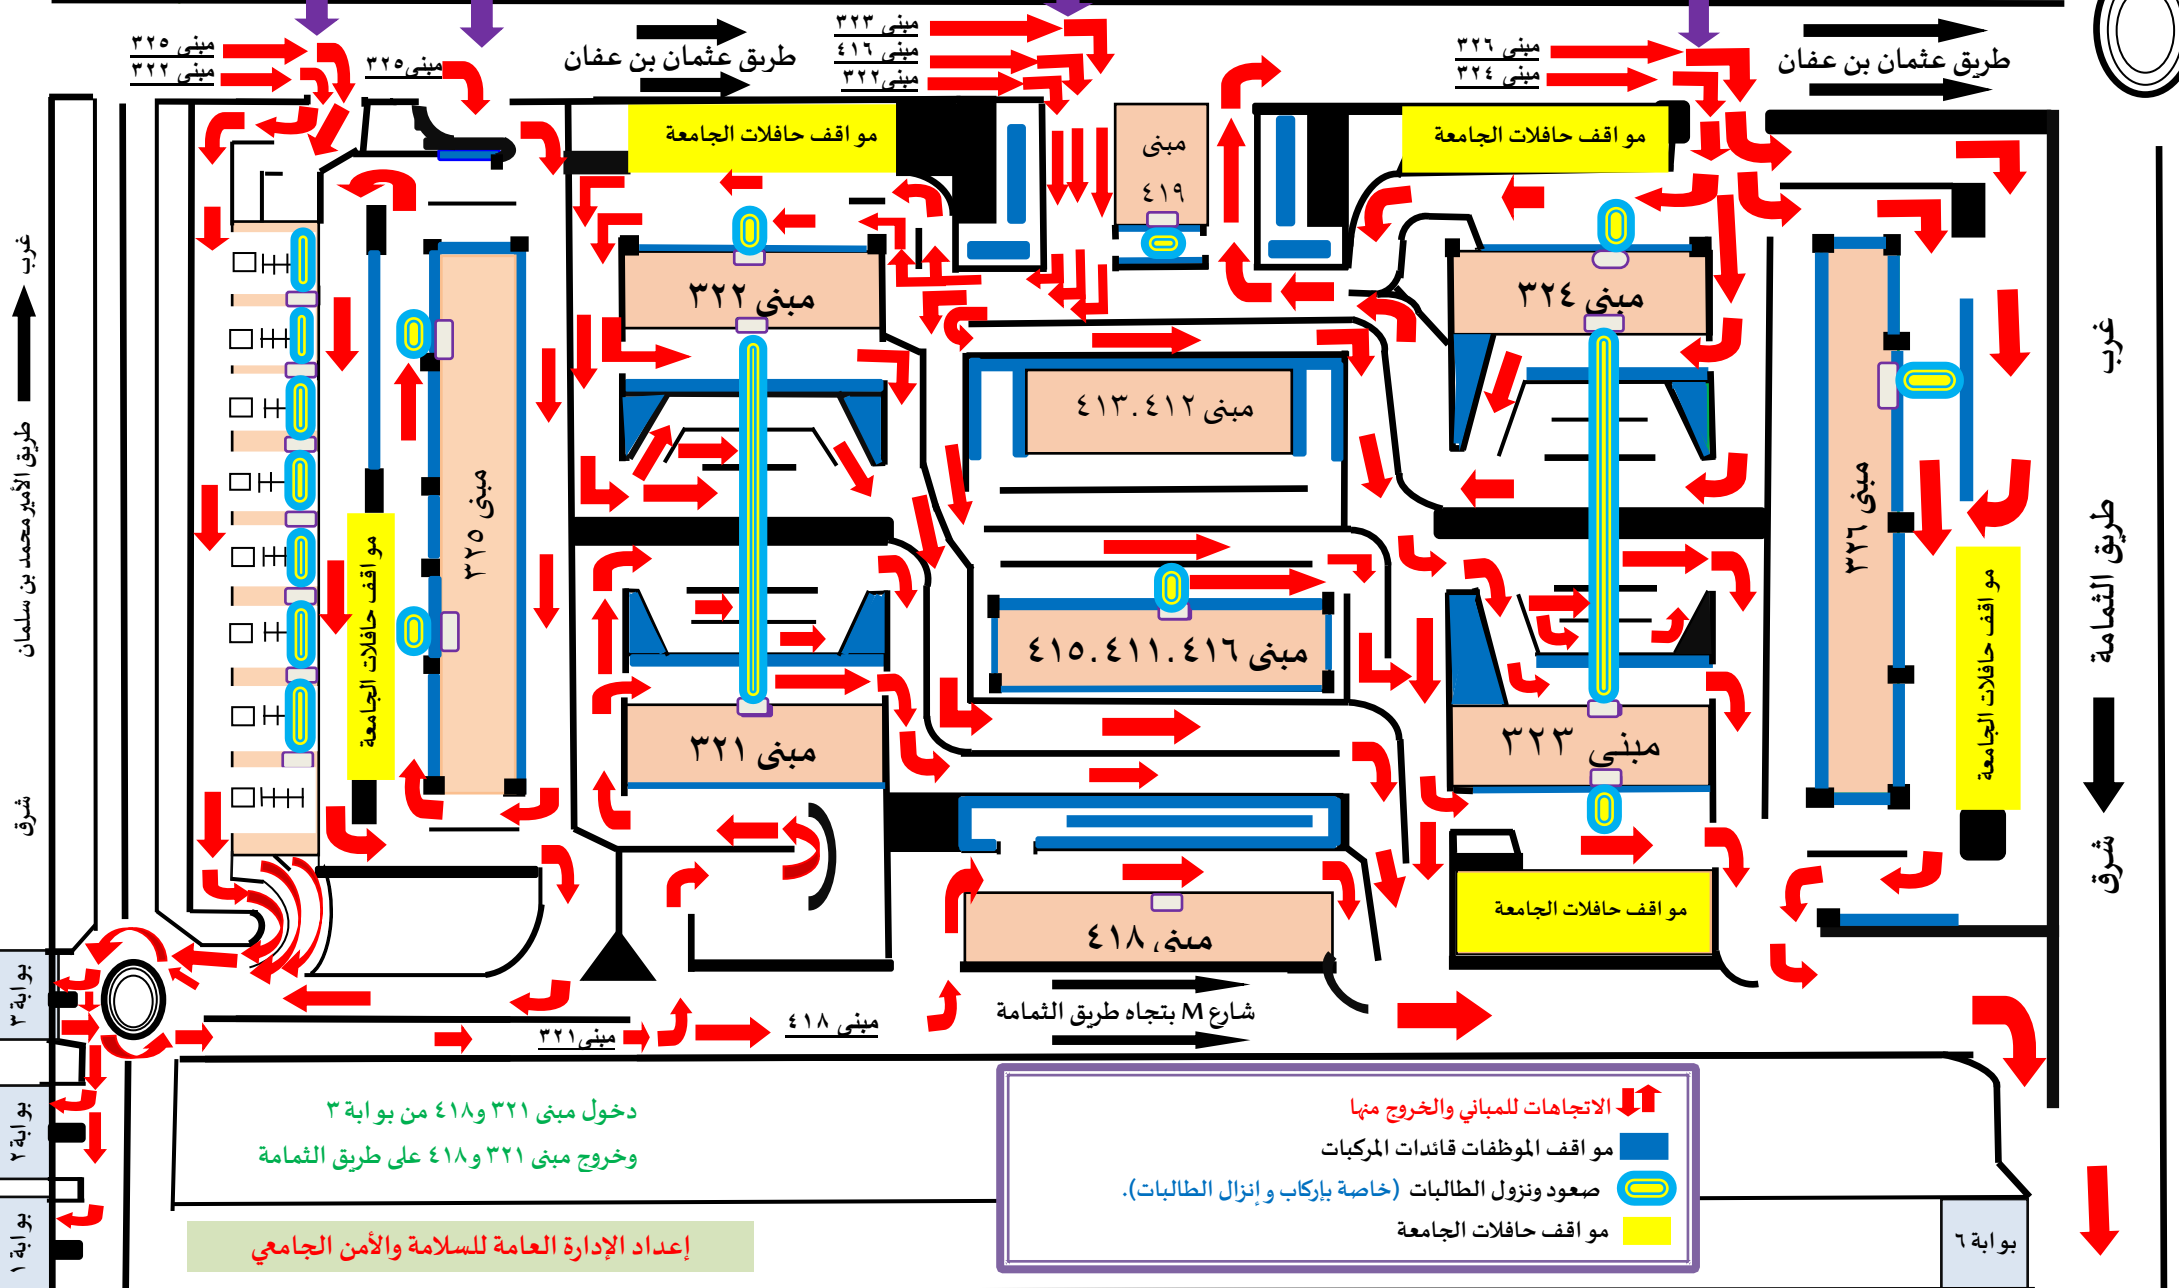 مبنى ٣٢٥
مبنى ٣٢٢
مبنى٣٢٥
طريق عثمان بن عفان
مبنى ٣٢٣
مبنى ٤١٦
مبنى٣٢٢
مبنى ٣٢٦
مبنى ٣٢٤
طريق عثمان بن عفان
مواقف حافلات الجامعة
مبنى
٤١٩
مواقف حافلات الجامعة
غرب
طريق الأمير محمد بن سلمان
شرق
مبنى ٣٢٢
مبنى ٣٢٤
مبنى ٤١٢.٤١٣
مبنى ٣٢٥
مواقف حافلات الجامعة
مبنى ٣٢٦
مواقف حافلات الجامعة
غرب
طريق الثمامة
شرق
مبنى ٤١٦.٤١١.٤١٥
مبنى ٣٢١
مبنى ٣٢٣
مواقف حافلات الجامعة
مبنى ٤١٨
شارع M بتجاه طريق الثمامة
مبنى ٤١٨
مبنى٣٢١
بوابة ٣
بوابة ٢
بوابة ١
دخول مبنى ٣٢١ و٤١٨ من بوابة ٣
وخروج مبنى ٣٢١ و٤١٨ على طريق الثمامة
إعداد الإدارة العامة للسلامة والأمن الجامعي
الاتجاهات للمباني والخروج منها
مواقف الموظفات قائدات المركبات
صعود ونزول الطالبات (خاصة بإركاب وإنزال الطالبات).
مواقف حافلات الجامعة
بوابة ٦